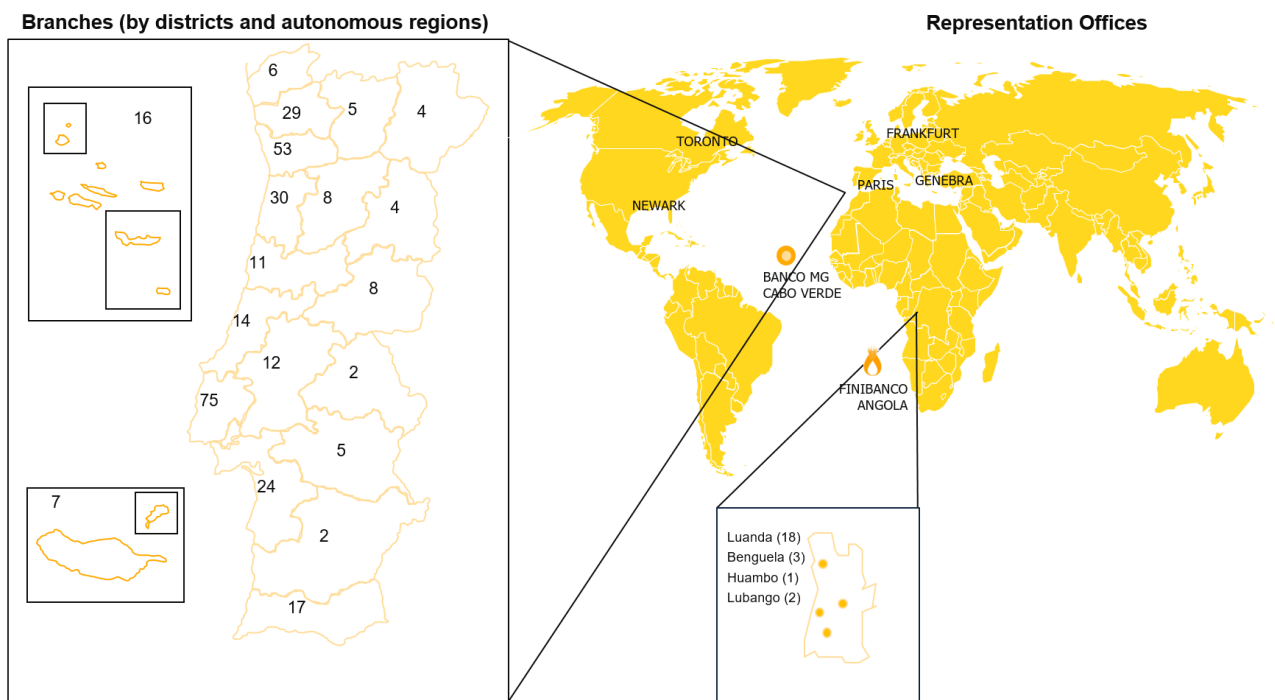 Branches (by districts and autonomous regions)
Representation Offices
6
29
5
4
16
53
30
8
4
11
8
14
12
2
75
5
24
7
2
17
TORONTO
FRANKFURT
PARIS
GENEBRA
NEWARK
BANCO MG
CABO VERDE
FINIBANCO
ANGOLA
Luanda (18)
Benguela (3)
Huambo (1)
Lubango (2)